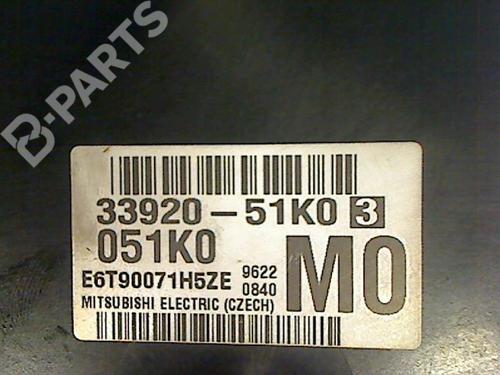 B-PARTS
33920-51K0 3
051K0
E6T90071H5ZE 9622
0840
M0
MITSUBISHI ELECTRIC (CZECH)